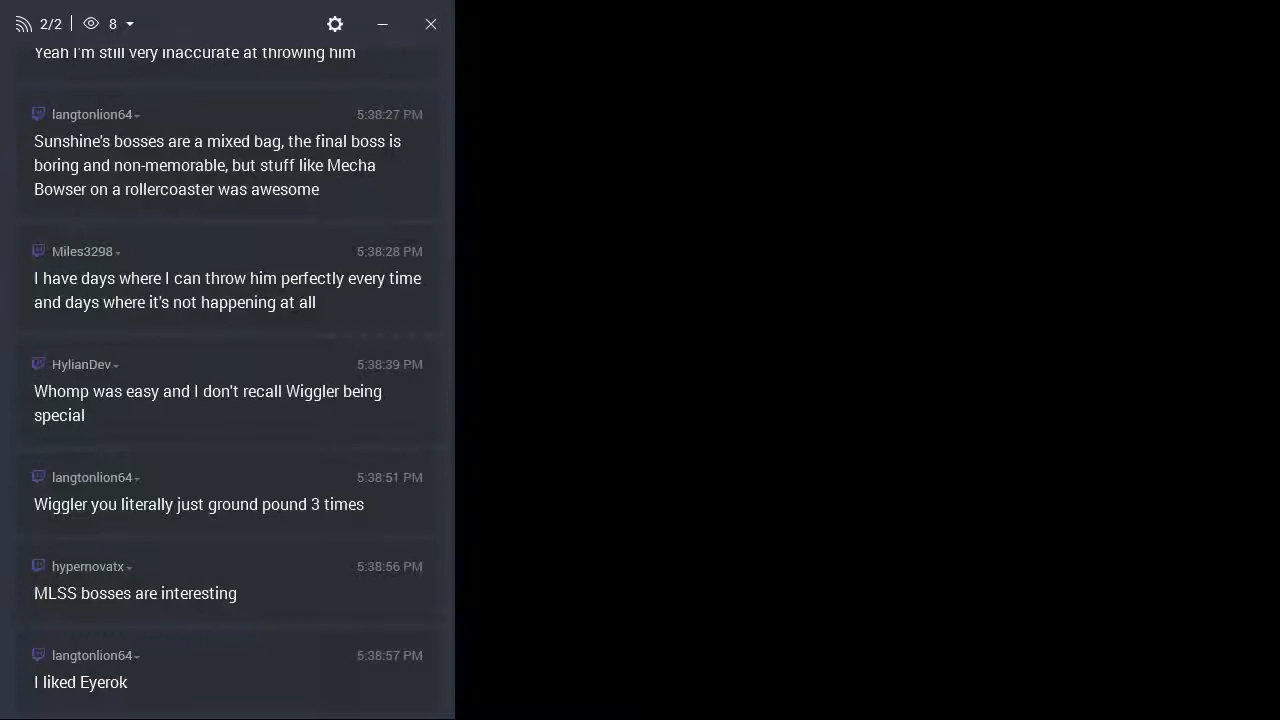 2/2 8
Yeah I'm still very inaccurate at throwing him
langtonlion64 5:38:27 PM
Sunshine's bosses are a mixed bag, the final boss is
boring and non-memorable, but stuff like Mecha
Bowser on a rollercoaster was awesome
Miles3298 5:38:28 PM
I have days where I can throw him perfectly every time
and days where it's not happening at all
HylianDev 5:38:39 PM
Whomp was easy and I don't recall Wiggler being
special
langtonlion64 5:38:51 PM
Wiggler you literally just ground pound 3 times
hypernovatx 5:38:56 PM
MLSS bosses are interesting
langtonlion64 5:38:57 PM
I liked Eyerok